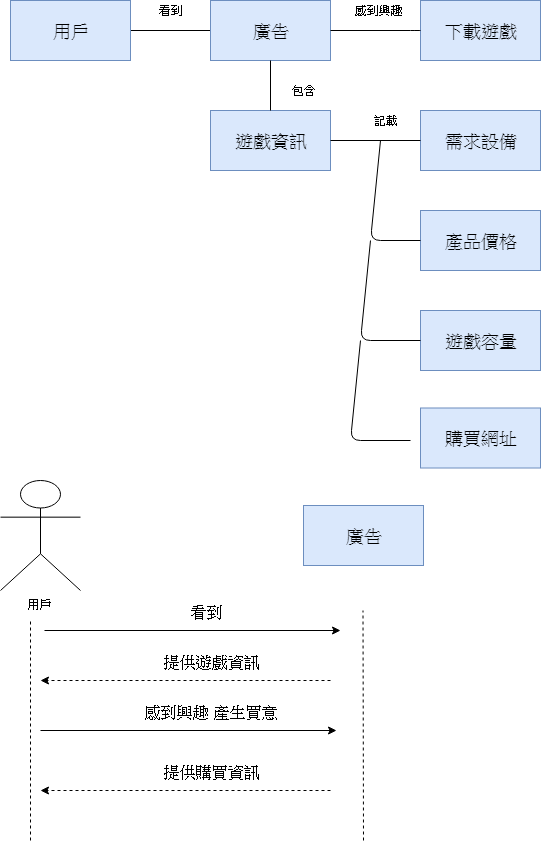 用戶
看到
廣告
感到興趣
下載遊戲
包含
遊戲資訊
記載
需求設備
產品價格
遊戲容量
購買網址
用戶
廣告
看到
提供遊戲資訊
感到興趣 產生買意
提供購買資訊